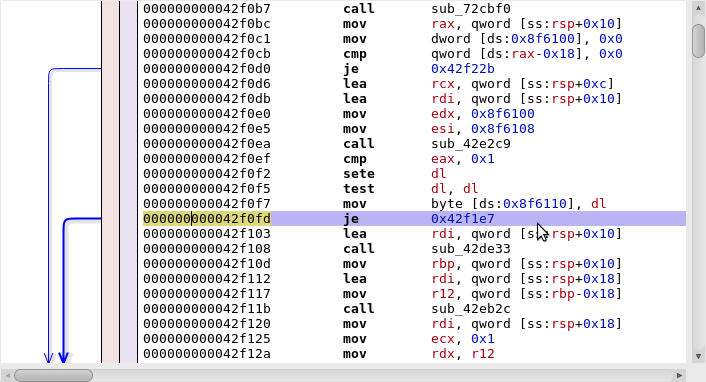 000000000042f0b7 call sub_72cbf0
000000000042f0bc mov rax, qword [ss:rsp+0x10]
000000000042f0c1 mov dword [ds:0x8f6100], 0x0
000000000042f0cb cmp qword [ds:rax-0x18], 0x0
000000000042f0d0 je 0x42f22b
000000000042f0d6 lea rcx, qword [ss:rsp+0xc]
000000000042f0db lea rdi, qword [ss:rsp+0x10]
000000000042f0e0 mov edx, 0x8f6100
000000000042f0e5 mov esi, 0x8f6108
000000000042f0ea call sub_42e2c9
000000000042f0ef cmp eax, 0x1
000000000042f0f2 sete dl
000000000042f0f5 test dl, dl
000000000042f0f7 mov byte [ds:0x8f6110], dl
000000000042f0fd je 0x42f1e7
000000000042f103 lea rdi, qword [ss:rsp+0x10]
000000000042f108 call sub_42de33
000000000042f10d mov rbp, qword [ss:rsp+0x10]
000000000042f112 lea rdi, qword [ss:rsp+0x18]
000000000042f117 mov r12, qword [ss:rbp-0x18]
000000000042f11b call sub_42eb2c
000000000042f120 mov rdi, qword [ss:rsp+0x18]
000000000042f125 mov ecx, 0x1
000000000042f12a mov rdx, r12